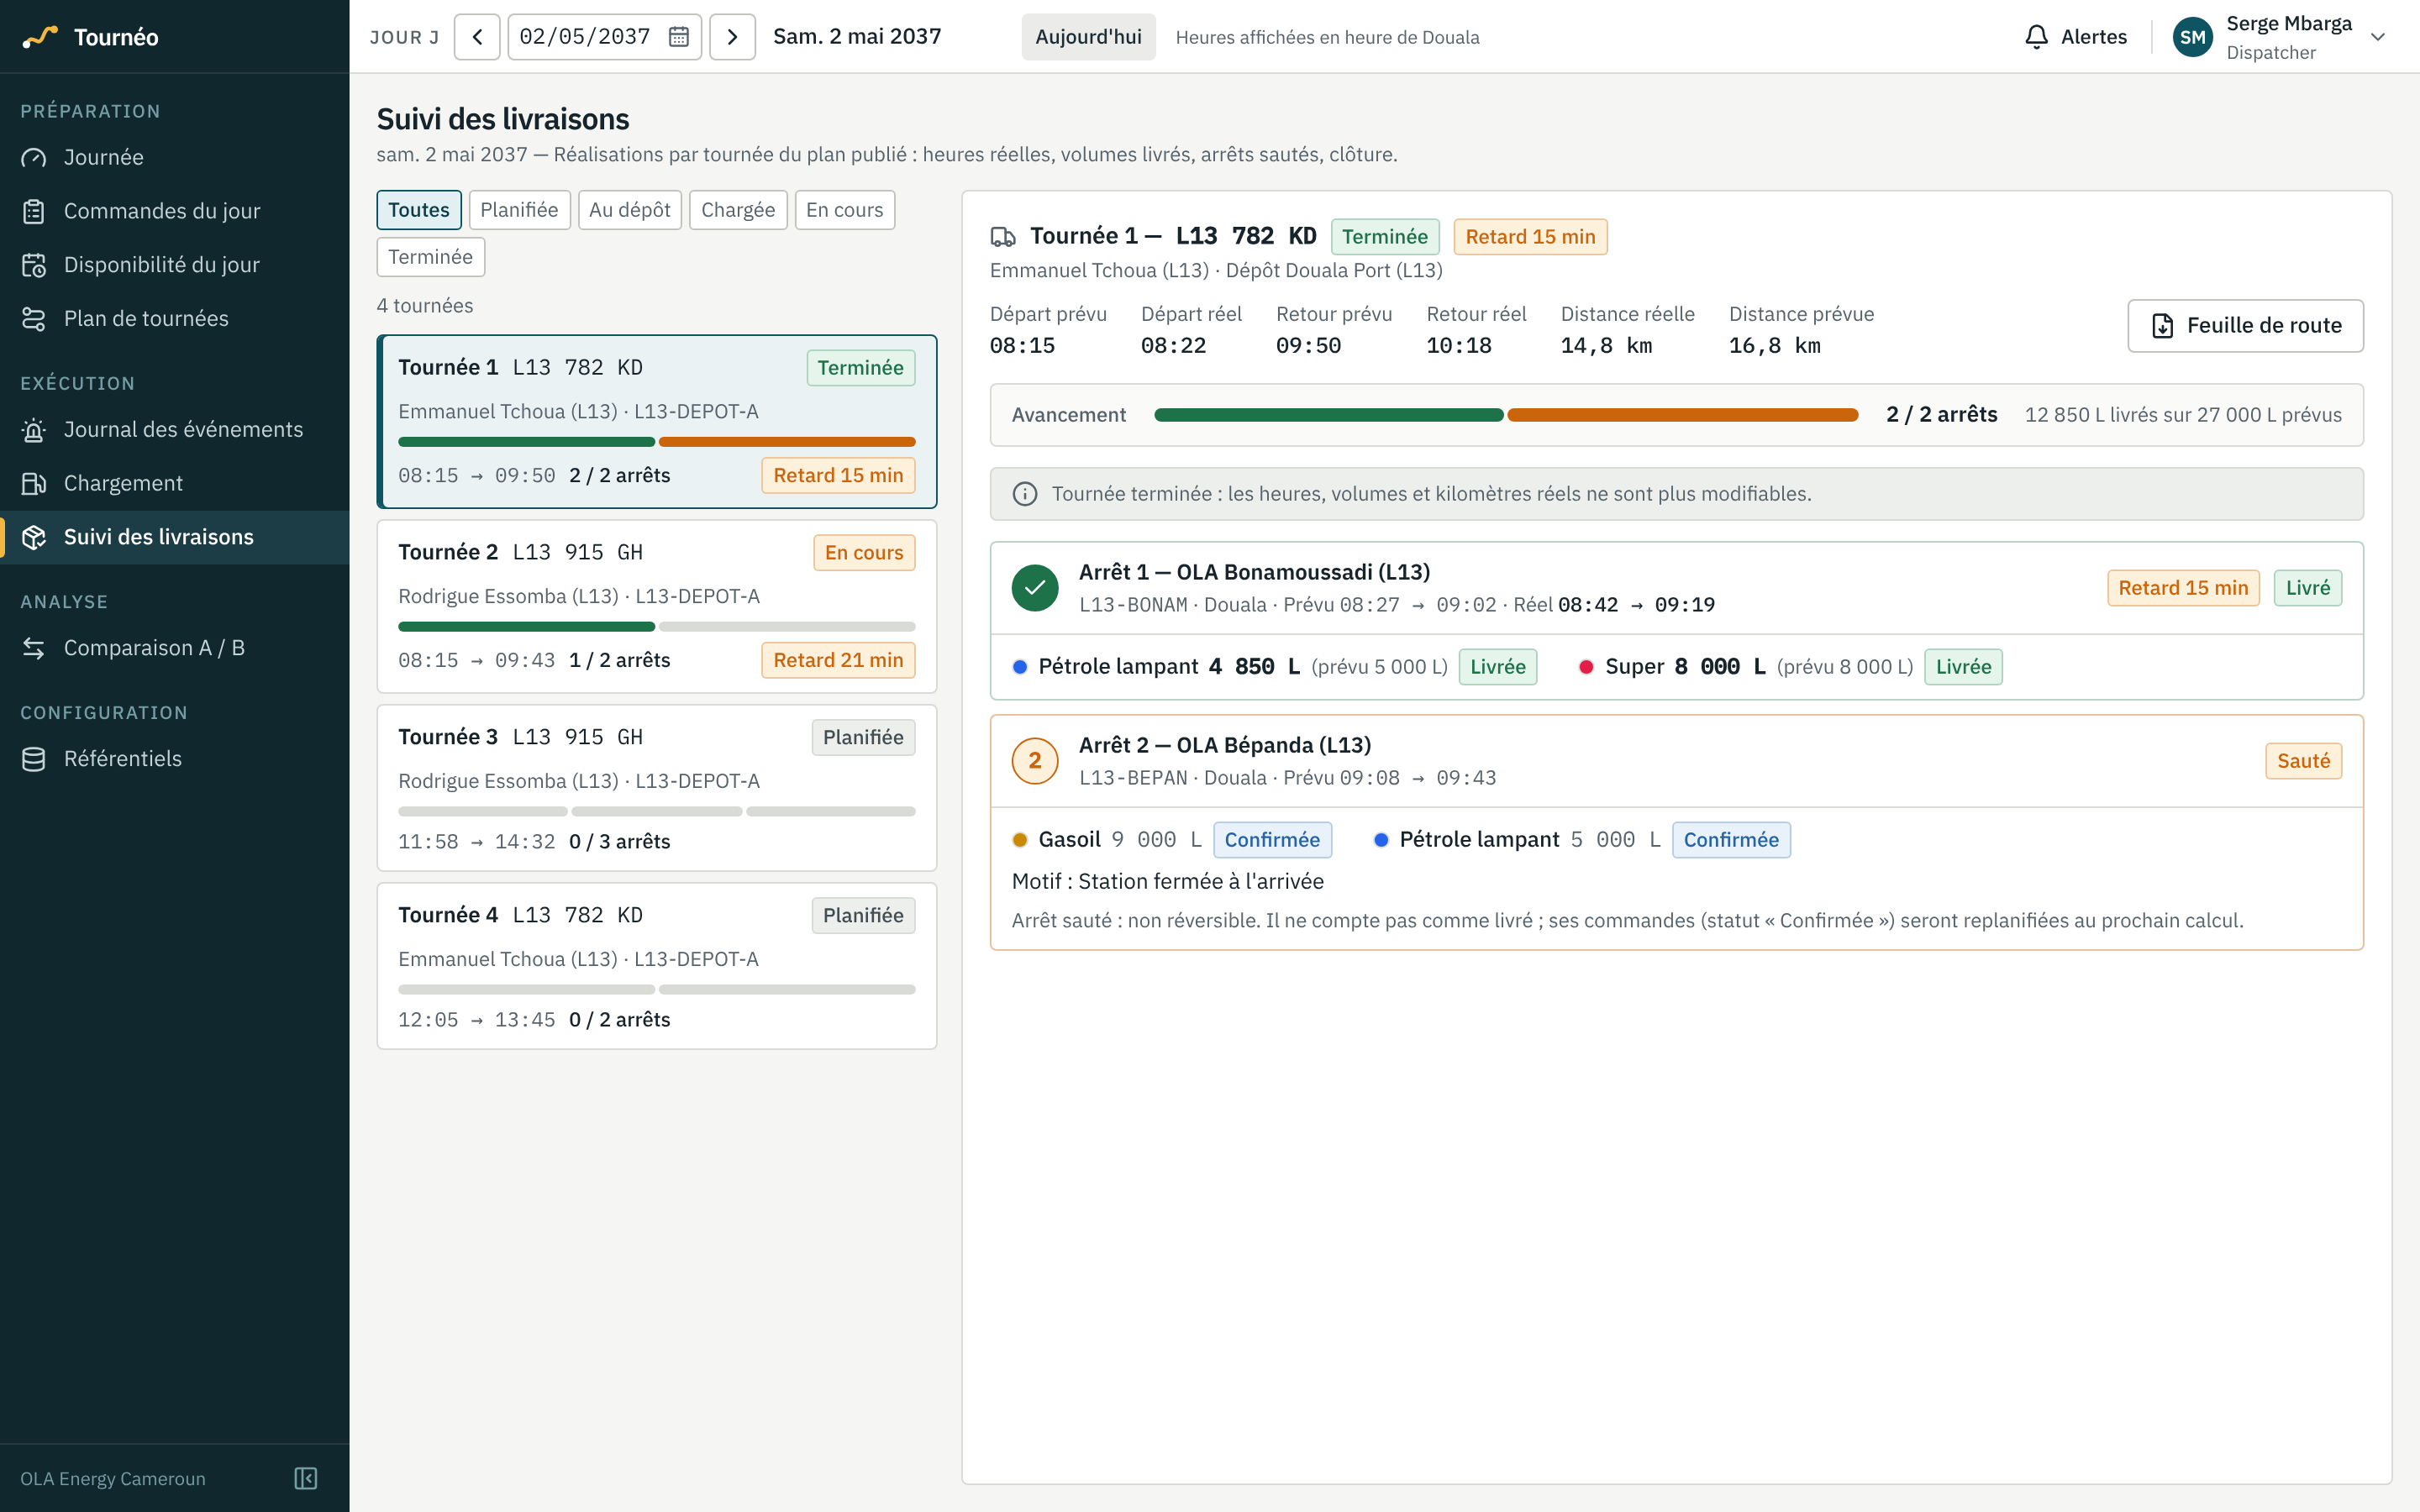 Tournéo
JOUR J
02/05/2037
Sam. 2 mai 2037
Aujourd'hui
Heures affichées en heure de Douala
Alertes
SM
Serge Mbarga
Dispatcher
PRÉPARATION
Journée
Commandes du jour
Disponibilité du jour
Plan de tournées
EXÉCUTION
Journal des événements
Chargement
Suivi des livraisons
ANALYSE
Comparaison A / B
CONFIGURATION
Référentiels
OLA Energy Cameroun
Suivi des livraisons
sam. 2 mai 2037 — Réalisations par tournée du plan publié : heures réelles, volumes livrés, arrêts sautés, clôture.
Toutes
Planifiée
Au dépôt
Chargée
En cours
Terminée
4 tournées
Tournée 1 L13 782 KD Terminée
Emmanuel Tchoua (L13) · L13-DEPOT-A
08:15 → 09:50 2 / 2 arrêts Retard 15 min
Tournée 2 L13 915 GH En cours
Rodrigue Essomba (L13) · L13-DEPOT-A
08:15 → 09:43 1 / 2 arrêts Retard 21 min
Tournée 3 L13 915 GH Planifiée
Rodrigue Essomba (L13) · L13-DEPOT-A
11:58 → 14:32 0 / 3 arrêts
Tournée 4 L13 782 KD Planifiée
Emmanuel Tchoua (L13) · L13-DEPOT-A
12:05 → 13:45 0 / 2 arrêts
Tournée 1 — L13 782 KD Terminée Retard 15 min
Emmanuel Tchoua (L13) · Dépôt Douala Port (L13)
Départ prévu Départ réel Retour prévu Retour réel Distance réelle Distance prévue
08:15 08:22 09:50 10:18 14,8 km 16,8 km
Feuille de route
Avancement 2 / 2 arrêts 12 850 L livrés sur 27 000 L prévus
Tournée terminée : les heures, volumes et kilomètres réels ne sont plus modifiables.
Arrêt 1 — OLA Bonamoussadi (L13)
L13-BONAM · Douala · Prévu 08:27 → 09:02 · Réel 08:42 → 09:19
Retard 15 min Livré
Pétrole lampant 4 850 L (prévu 5 000 L) Livrée Super 8 000 L (prévu 8 000 L) Livrée
2
Arrêt 2 — OLA Bépanda (L13)
L13-BEPAN · Douala · Prévu 09:08 → 09:43
Sauté
Gasoil 9 000 L Confirmée Pétrole lampant 5 000 L Confirmée
Motif : Station fermée à l'arrivée
Arrêt sauté : non réversible. Il ne compte pas comme livré ; ses commandes (statut « Confirmée ») seront replanifiées au prochain calcul.